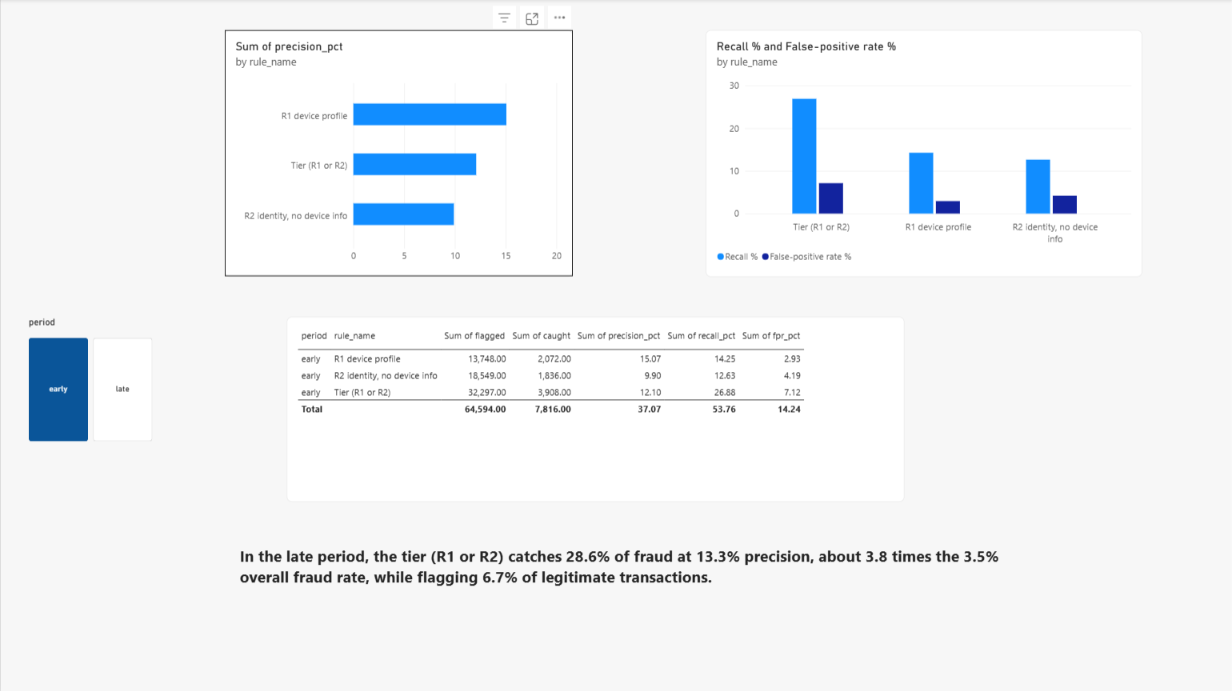 Sum of precision_pct
by rule_name
R1 device profile
Tier (R1 or R2)
R2 identity, no device info
0 5 10 15 20
Recall % and False-positive rate %
by rule_name
30
20
10
0
Tier (R1 or R2) R1 device profile R2 identity, no device
info
Recall % False-positive rate %
period
early late
period rule_name Sum of flagged Sum of caught Sum of precision_pct Sum of recall_pct Sum of fpr_pct
early R1 device profile 13,748.00 2,072.00 15.07 14.25 2.93
early R2 identity, no device info 18,549.00 1,836.00 9.90 12.63 4.19
early Tier (R1 or R2) 32,297.00 3,908.00 12.10 26.88 7.12
Total 64,594.00 7,816.00 37.07 53.76 14.24
In the late period, the tier (R1 or R2) catches 28.6% of fraud at 13.3% precision, about 3.8 times the 3.5%
overall fraud rate, while flagging 6.7% of legitimate transactions.